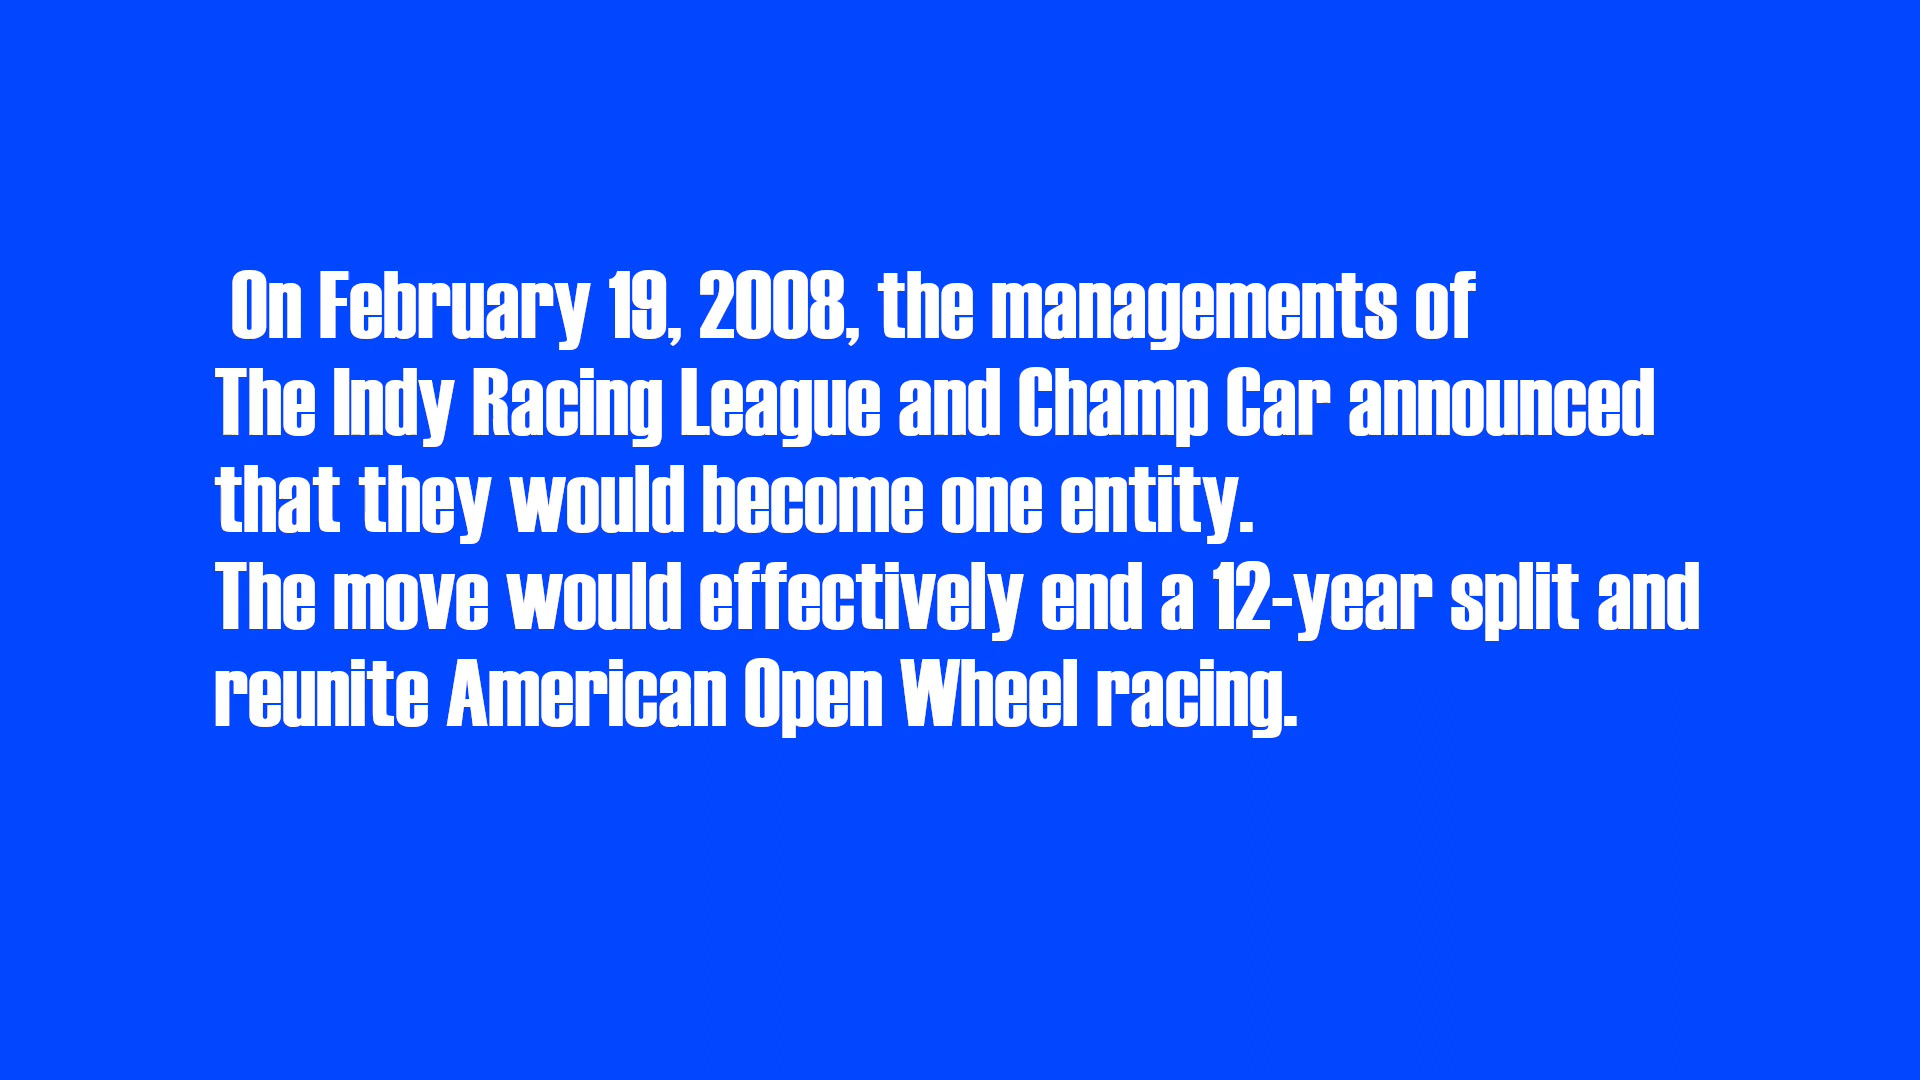 On February 19, 2008, the managements of
The Indy Racing League and Champ Car announced
that they would become one entity.
The move would effectively end a 12-year split and
reunite American Open Wheel racing.